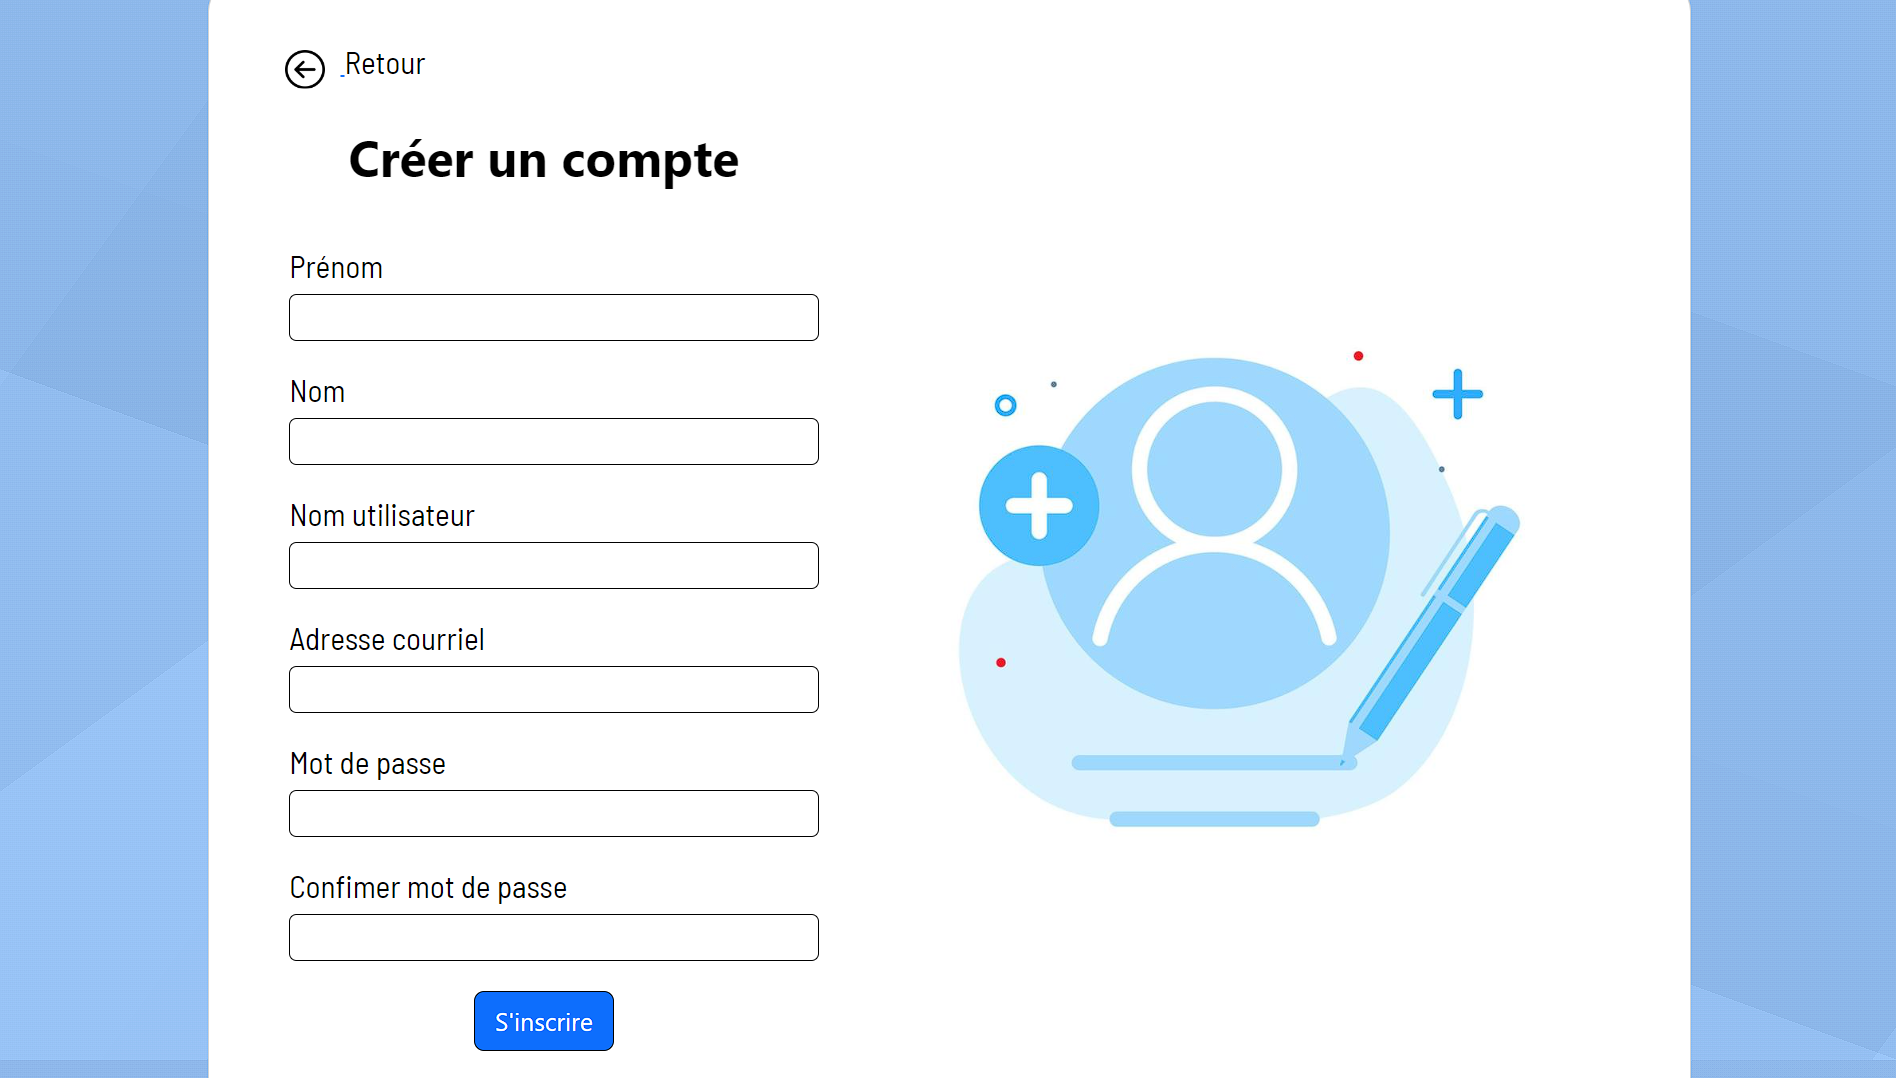 Retour
Créer un compte
Prénom
Nom
Nom utilisateur
Adresse courriel
Mot de passe
Confimer mot de passe
S'inscrire